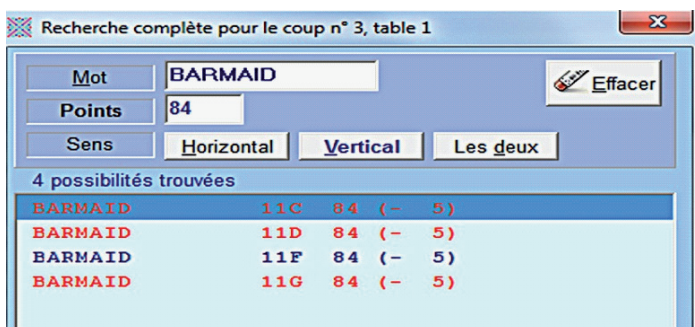 Recherche complète pour le coup n° 3, table 1 x
Mot BARMAID Effacer
Points 84
Sens Horizontal Vertical Les deux
4 possibilités trouvées
BARMAID 11C 84 (- 5)
BARMAID 11D 84 (- 5)
BARMAID 11F 84 (- 5)
BARMAID 11G 84 (- 5)